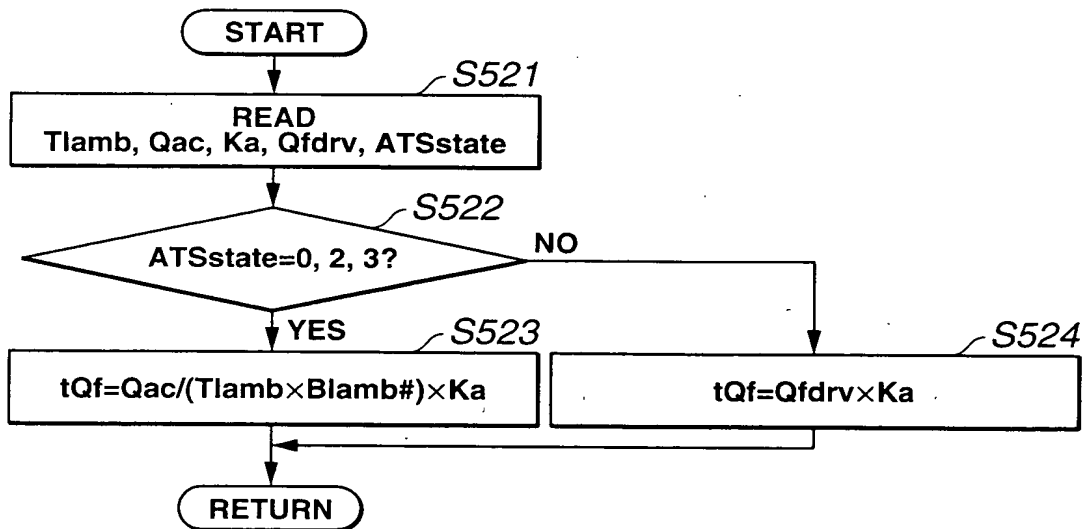 START
S521
READ
Tlamb, Qac, Ka, Qfdrv, ATSstate
S522
ATSstate=0, 2, 3?
NO
YES
S523
S524
tQf=Qac/(Tlamb×Blamb#)×Ka
tQf=Qfdrv×Ka
RETURN